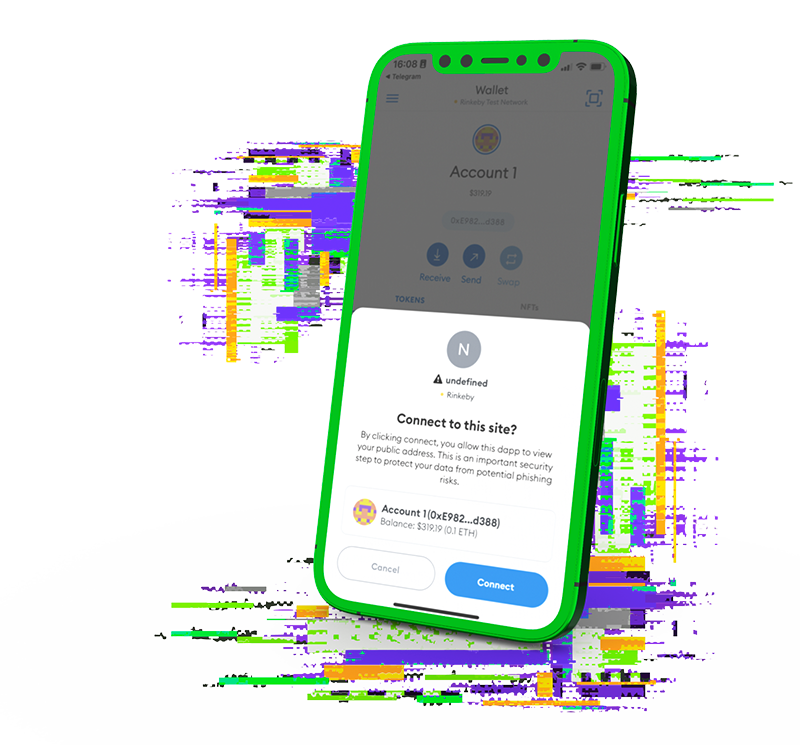 16:08
Telegram
Wallet
Rinkeby Test Network
Account 1
$319.19
0xEF82...d388
Receive Send Swap
TOKENS NFTs
N
undefined
Rinkeby
Connect to this site?
By clicking connect, you allow this dapp to view
your public address. This is an important security
step to protect your data from potential phishing
risks.
Account 1(0xE982...d388)
Balance: $319.19 (0.1 ETH)
Cancel Connect